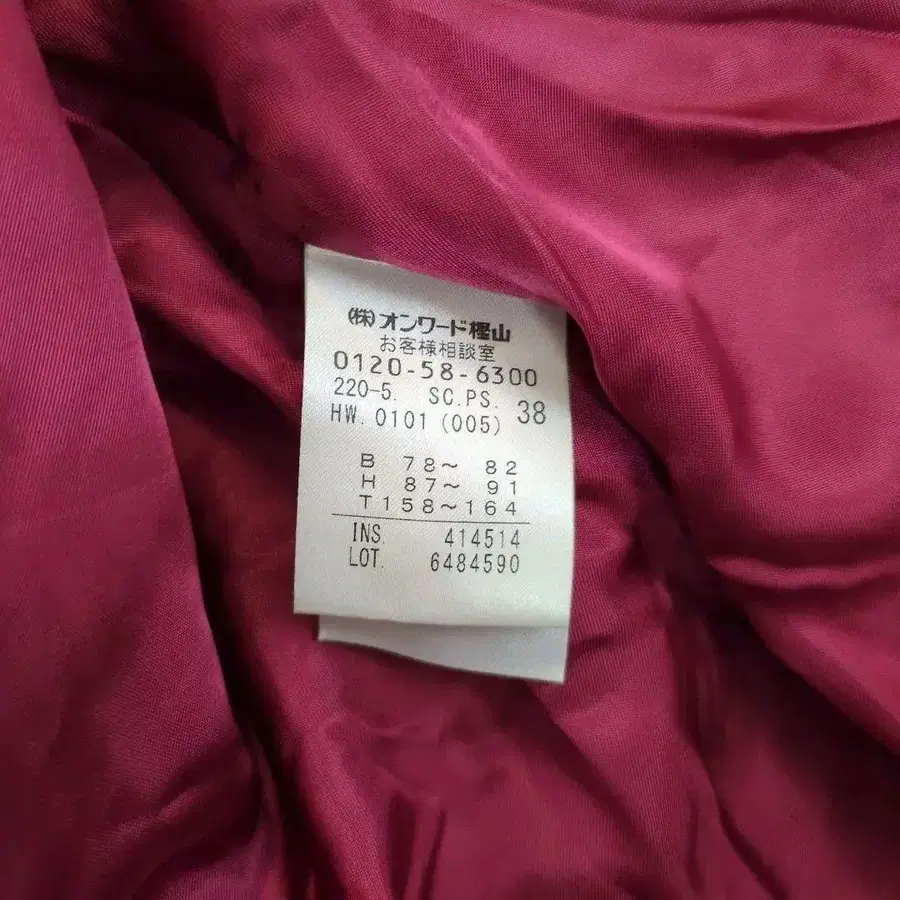 (株)オンワード樫山
お客様相談室
0120-58-6300
220-5. SC.PS. 38
HW. 0101 (005)
B 78〜 82
H 87〜 91
T158〜164
INS. 414514
LOT. 6484590